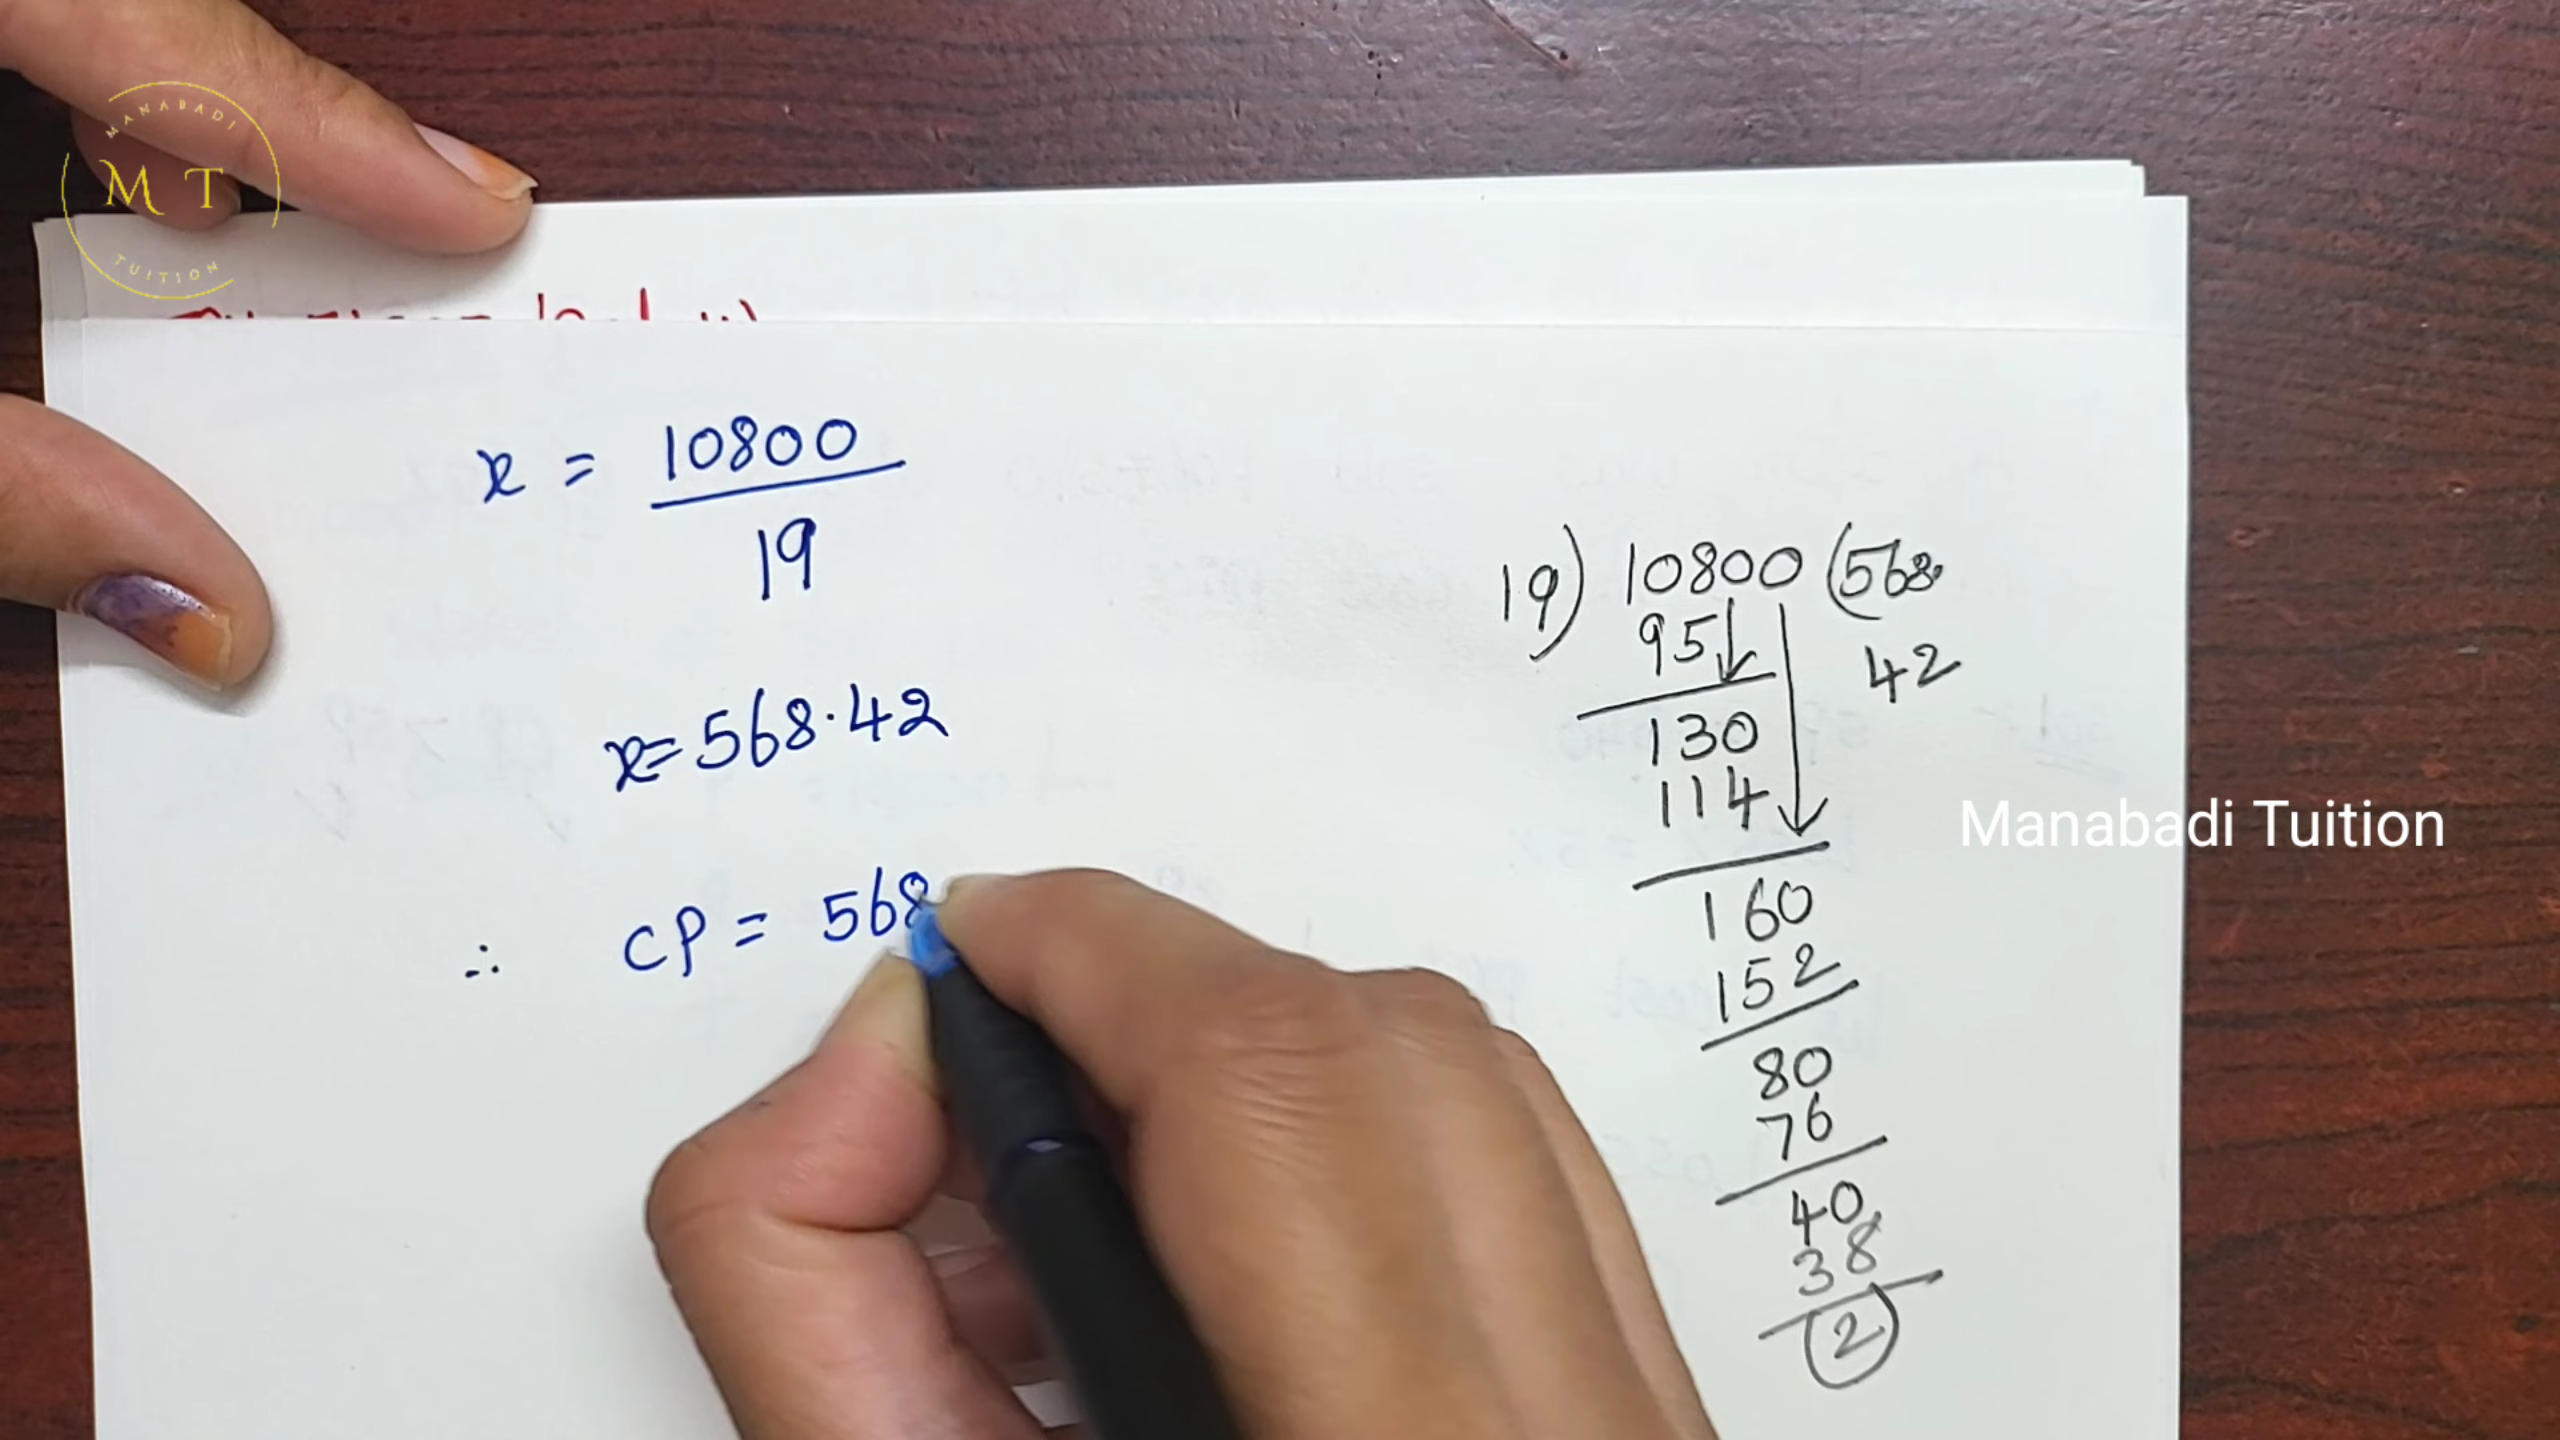 MANABADI
M T
TUITION
x = 10800
19
x = 568.42
∴ CP = 568
19) 10800 (568.
95 42
130
114
160
152
80
76
40
38
2
Manabadi Tuition